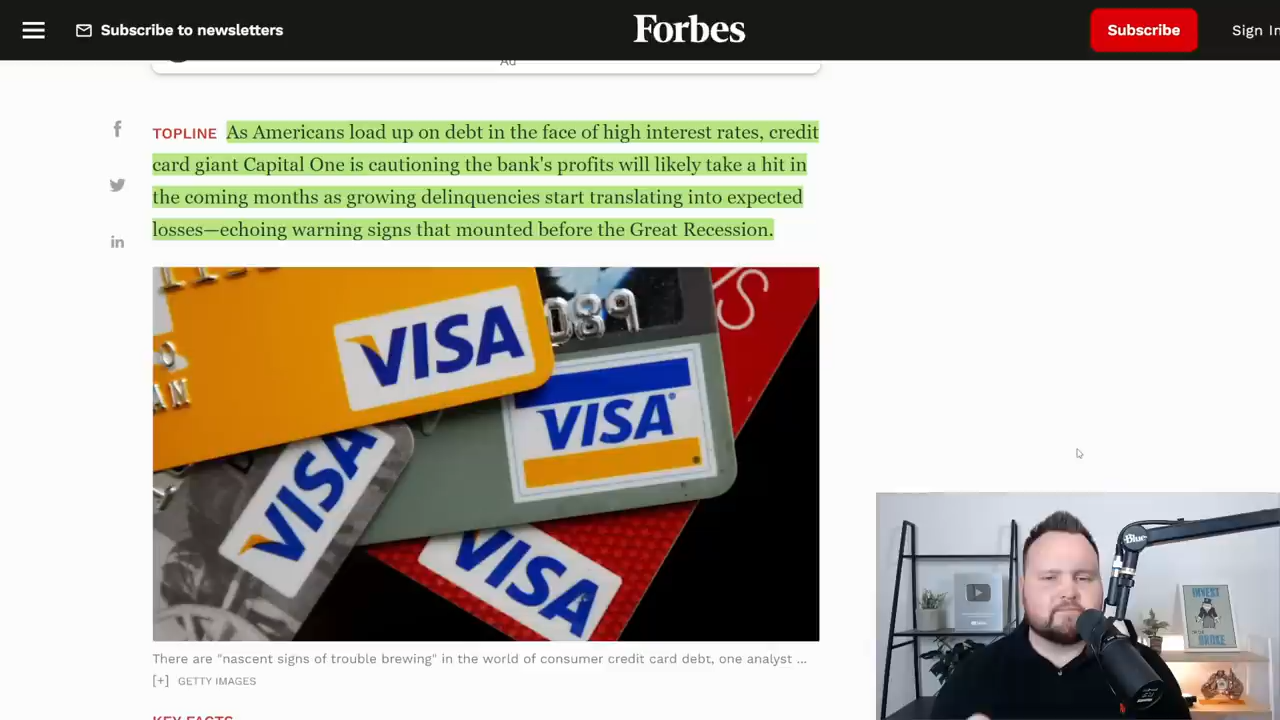 Subscribe to newsletters
Forbes
Subscribe
Sign In
Ad
TOPLINE As Americans load up on debt in the face of high interest rates, credit
card giant Capital One is cautioning the bank's profits will likely take a hit in
the coming months as growing delinquencies start translating into expected
losses—echoing warning signs that mounted before the Great Recession.
VISA
089
VISA
VISA
VISA
There are "nascent signs of trouble brewing" in the world of consumer credit card debt, one analyst ...
[+] GETTY IMAGES
KEY FACTS
Blue
INVEST
BROKE